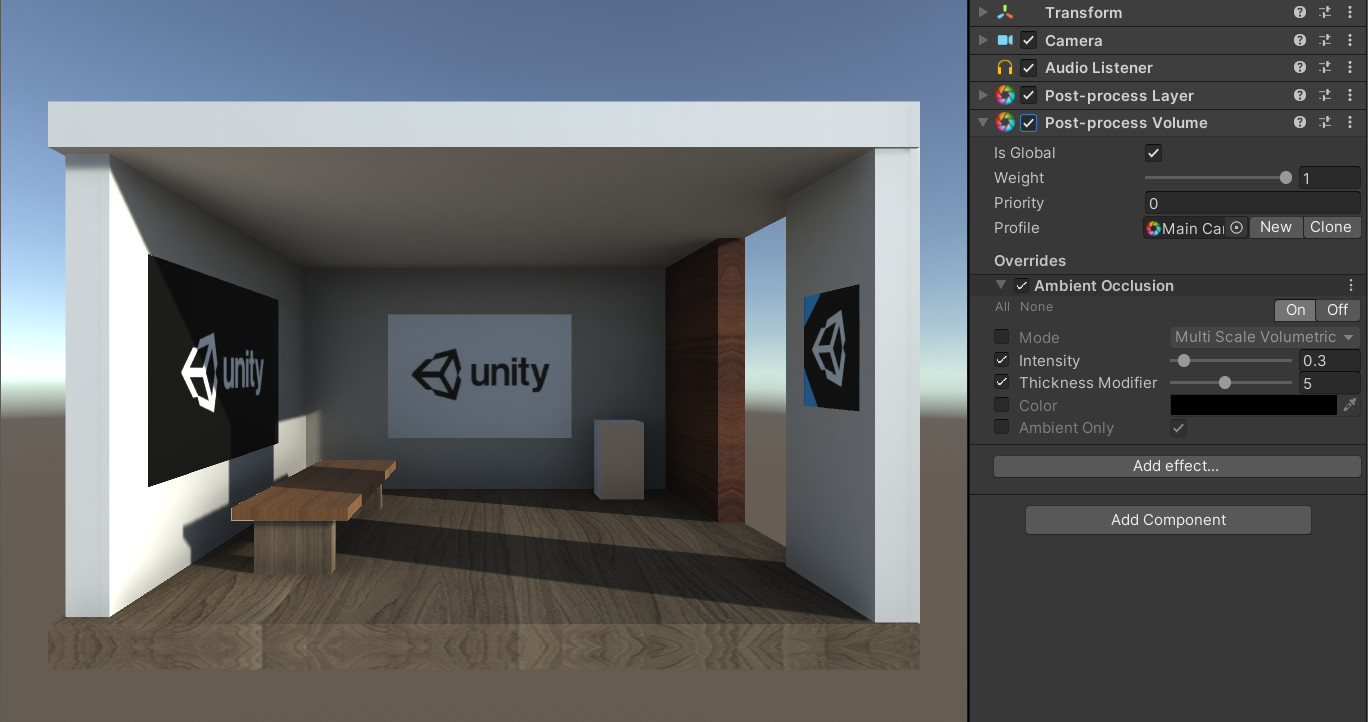 unity
unity
Transform
Camera
Audio Listener
Post-process Layer
Post-process Volume
Is Global
Weight 1
Priority 0
Profile Main Ca New Clone
Overrides
Ambient Occlusion
All None On Off
Mode Multi Scale Volumetric
Intensity 0.3
Thickness Modifier 5
Color
Ambient Only
Add effect...
Add Component